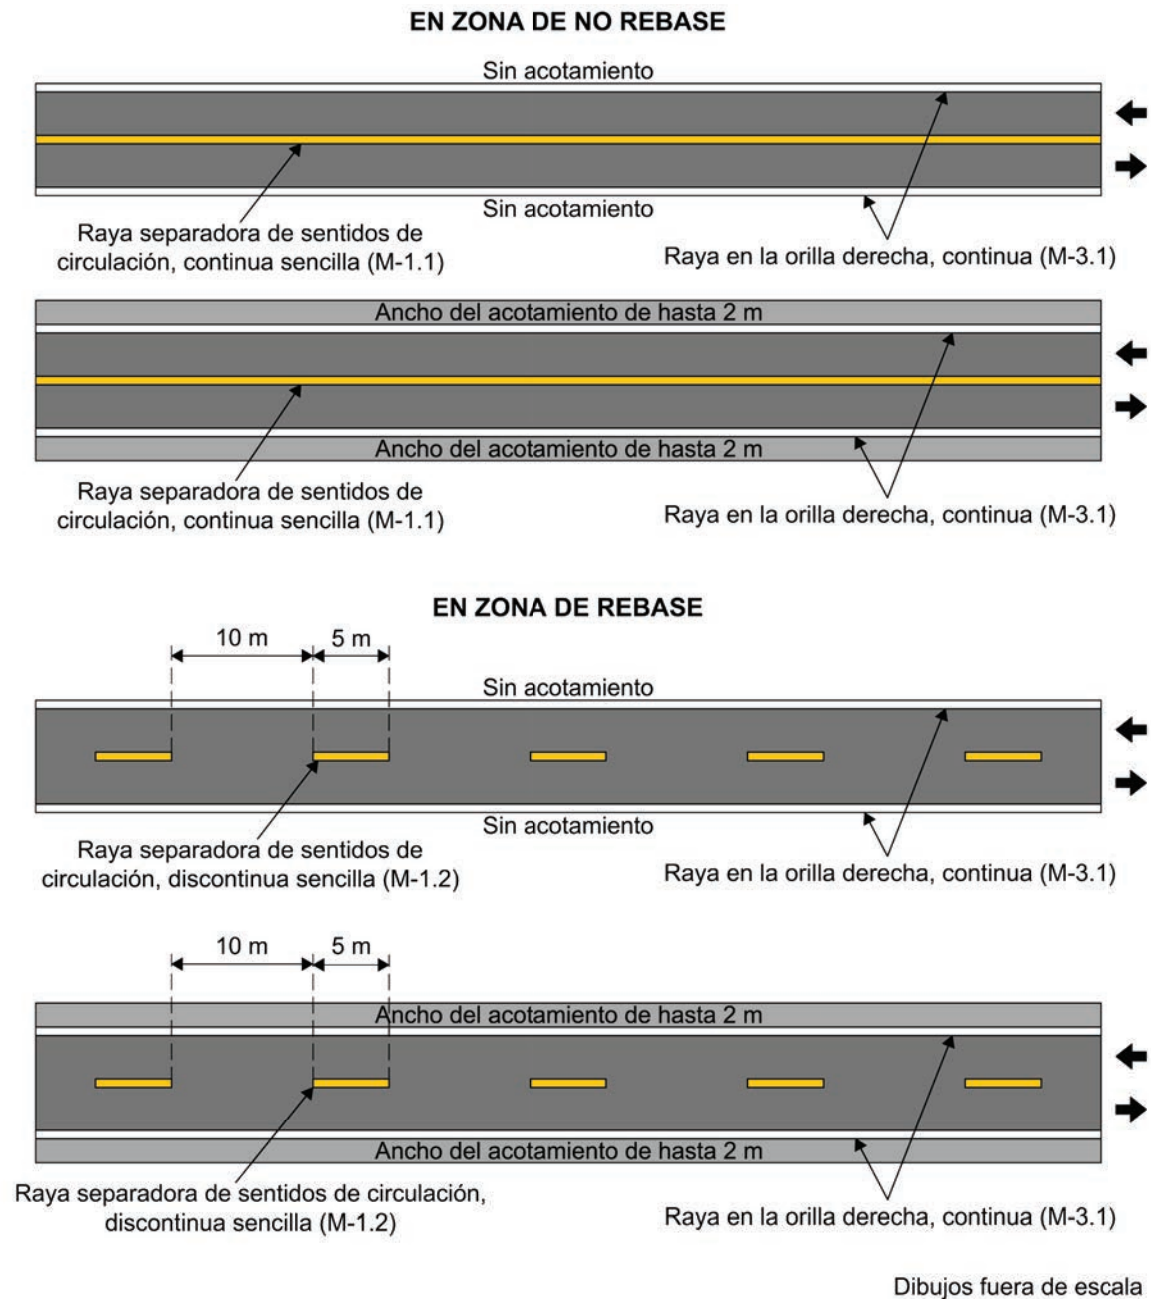 EN ZONA DE NO REBASE
Sin acotamiento
Sin acotamiento
Raya separadora de sentidos de
circulación, continua sencilla (M-1.1)
Raya en la orilla derecha, continua (M-3.1)
Ancho del acotamiento de hasta 2 m
Ancho del acotamiento de hasta 2 m
Raya separadora de sentidos de
circulación, continua sencilla (M-1.1)
Raya en la orilla derecha, continua (M-3.1)
EN ZONA DE REBASE
10 m
5 m
Sin acotamiento
Sin acotamiento
Raya separadora de sentidos de
circulación, discontinua sencilla (M-1.2)
Raya en la orilla derecha, continua (M-3.1)
10 m
5 m
Ancho del acotamiento de hasta 2 m
Ancho del acotamiento de hasta 2 m
Raya separadora de sentidos de circulación,
discontinua sencilla (M-1.2)
Raya en la orilla derecha, continua (M-3.1)
Dibujos fuera de escala